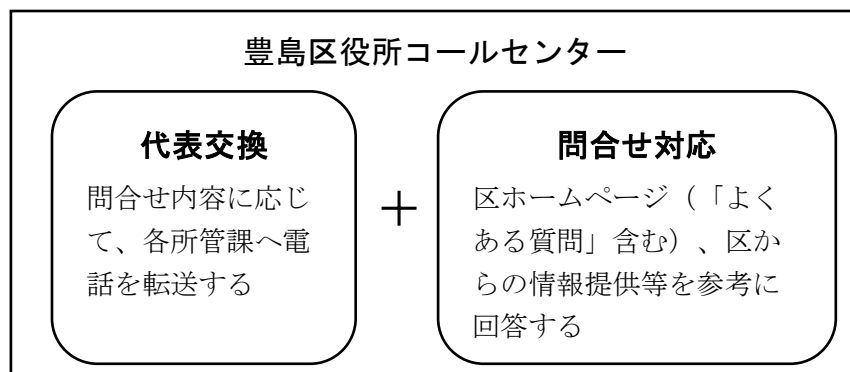 豊島区役所コールセンター
代表交換
問合せ内容に応じ
て、各所管課へ電
話を転送する
＋
問合せ対応
区ホームページ（「よく
ある質問」含む）、区か
らの情報提供等を参考に
回答する